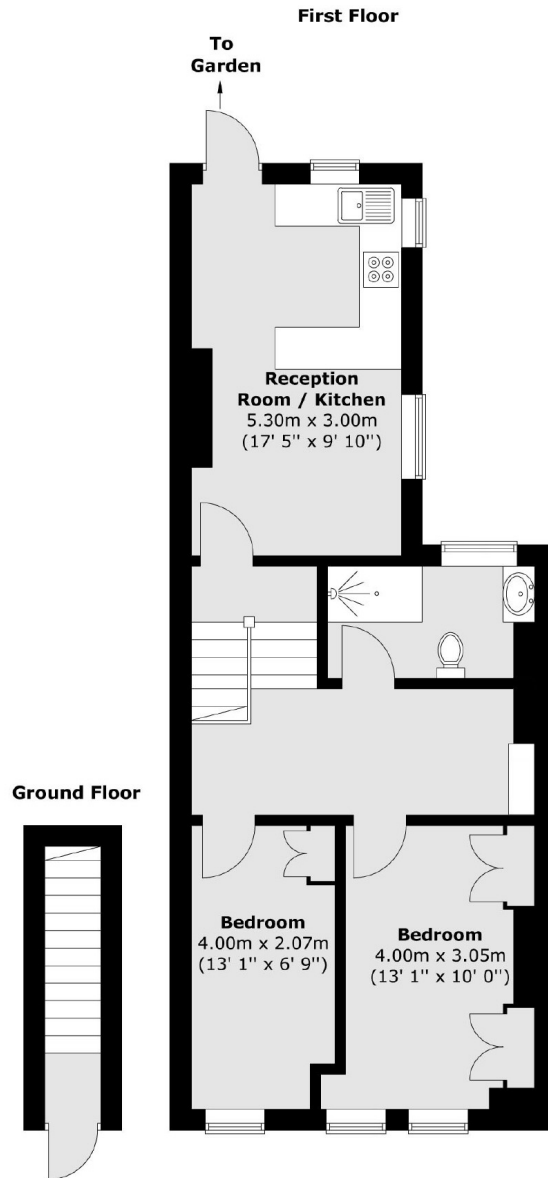 First Floor
To
Garden
Reception
Room / Kitchen
5.30m x 3.00m
(17' 5" x 9' 10")
Ground Floor
Bedroom
4.00m x 2.07m
(13' 1" x 6' 9")
Bedroom
4.00m x 3.05m
(13' 1" x 10' 0")